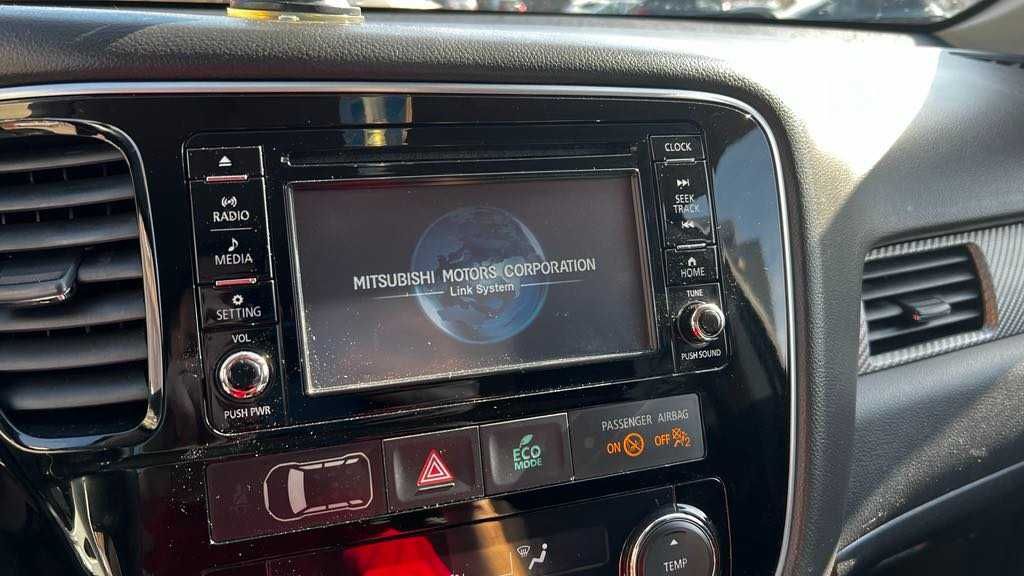 RADIO
MEDIA
SETTING
VOL
PUSH PWR
MITSUBISHI MOTORS CORPORATION
Link System
CLOCK
SEEK
TRACK
HOME
TUNE
PUSH SOUND
ECO
MODE
PASSENGER AIRBAG
ON OFF 2
TEMP